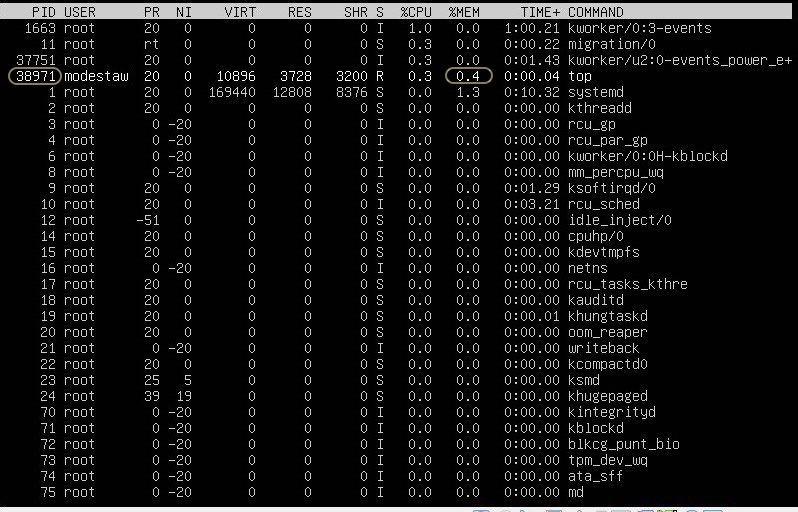 PID USER PR NI VIRT RES SHR S %CPU %MEM TIME+ COMMAND
1663 root 20 0 0 0 0 I 1.0 0.0 1:00.21 kworker/0:3-events
11 root rt 0 0 0 0 S 0.3 0.0 0:00.22 migration/0
37751 root 20 0 0 0 0 I 0.3 0.0 0:01.43 kworker/u2:0-events_power_e+
38971 modestaw 20 0 10896 3728 3200 R 0.3 0.4 0:00.04 top
1 root 20 0 169440 12808 8376 S 0.0 1.3 0:10.32 systemd
2 root 20 0 0 0 0 S 0.0 0.0 0:00.00 kthreadd
3 root 0 -20 0 0 0 I 0.0 0.0 0:00.00 rcu_gp
4 root 0 -20 0 0 0 I 0.0 0.0 0:00.00 rcu_par_gp
6 root 0 -20 0 0 0 I 0.0 0.0 0:00.00 kworker/0:0H-kblockd
8 root 0 -20 0 0 0 I 0.0 0.0 0:00.00 mm_percpu_wq
9 root 20 0 0 0 0 S 0.0 0.0 0:01.29 ksoftirqd/0
10 root 20 0 0 0 0 I 0.0 0.0 0:03.21 rcu_sched
12 root -51 0 0 0 0 S 0.0 0.0 0:00.00 idle_inject/0
14 root 20 0 0 0 0 S 0.0 0.0 0:00.00 cpuhp/0
15 root 20 0 0 0 0 S 0.0 0.0 0:00.00 kdevtmpfs
16 root 0 -20 0 0 0 I 0.0 0.0 0:00.00 netns
17 root 20 0 0 0 0 S 0.0 0.0 0:00.00 rcu_tasks_kthre
18 root 20 0 0 0 0 S 0.0 0.0 0:00.00 kauditd
19 root 20 0 0 0 0 S 0.0 0.0 0:00.01 khungtaskd
20 root 20 0 0 0 0 S 0.0 0.0 0:00.00 oom_reaper
21 root 0 -20 0 0 0 I 0.0 0.0 0:00.00 writeback
22 root 20 0 0 0 0 S 0.0 0.0 0:00.00 kcompactd0
23 root 25 5 0 0 0 S 0.0 0.0 0:00.00 ksmd
24 root 39 19 0 0 0 S 0.0 0.0 0:00.00 khugepaged
70 root 0 -20 0 0 0 I 0.0 0.0 0:00.00 kintegrityd
71 root 0 -20 0 0 0 I 0.0 0.0 0:00.00 kblockd
72 root 0 -20 0 0 0 I 0.0 0.0 0:00.00 blkcg_punt_bio
73 root 0 -20 0 0 0 I 0.0 0.0 0:00.00 tpm_dev_wq
74 root 0 -20 0 0 0 I 0.0 0.0 0:00.00 ata_sff
75 root 0 -20 0 0 0 I 0.0 0.0 0:00.00 md